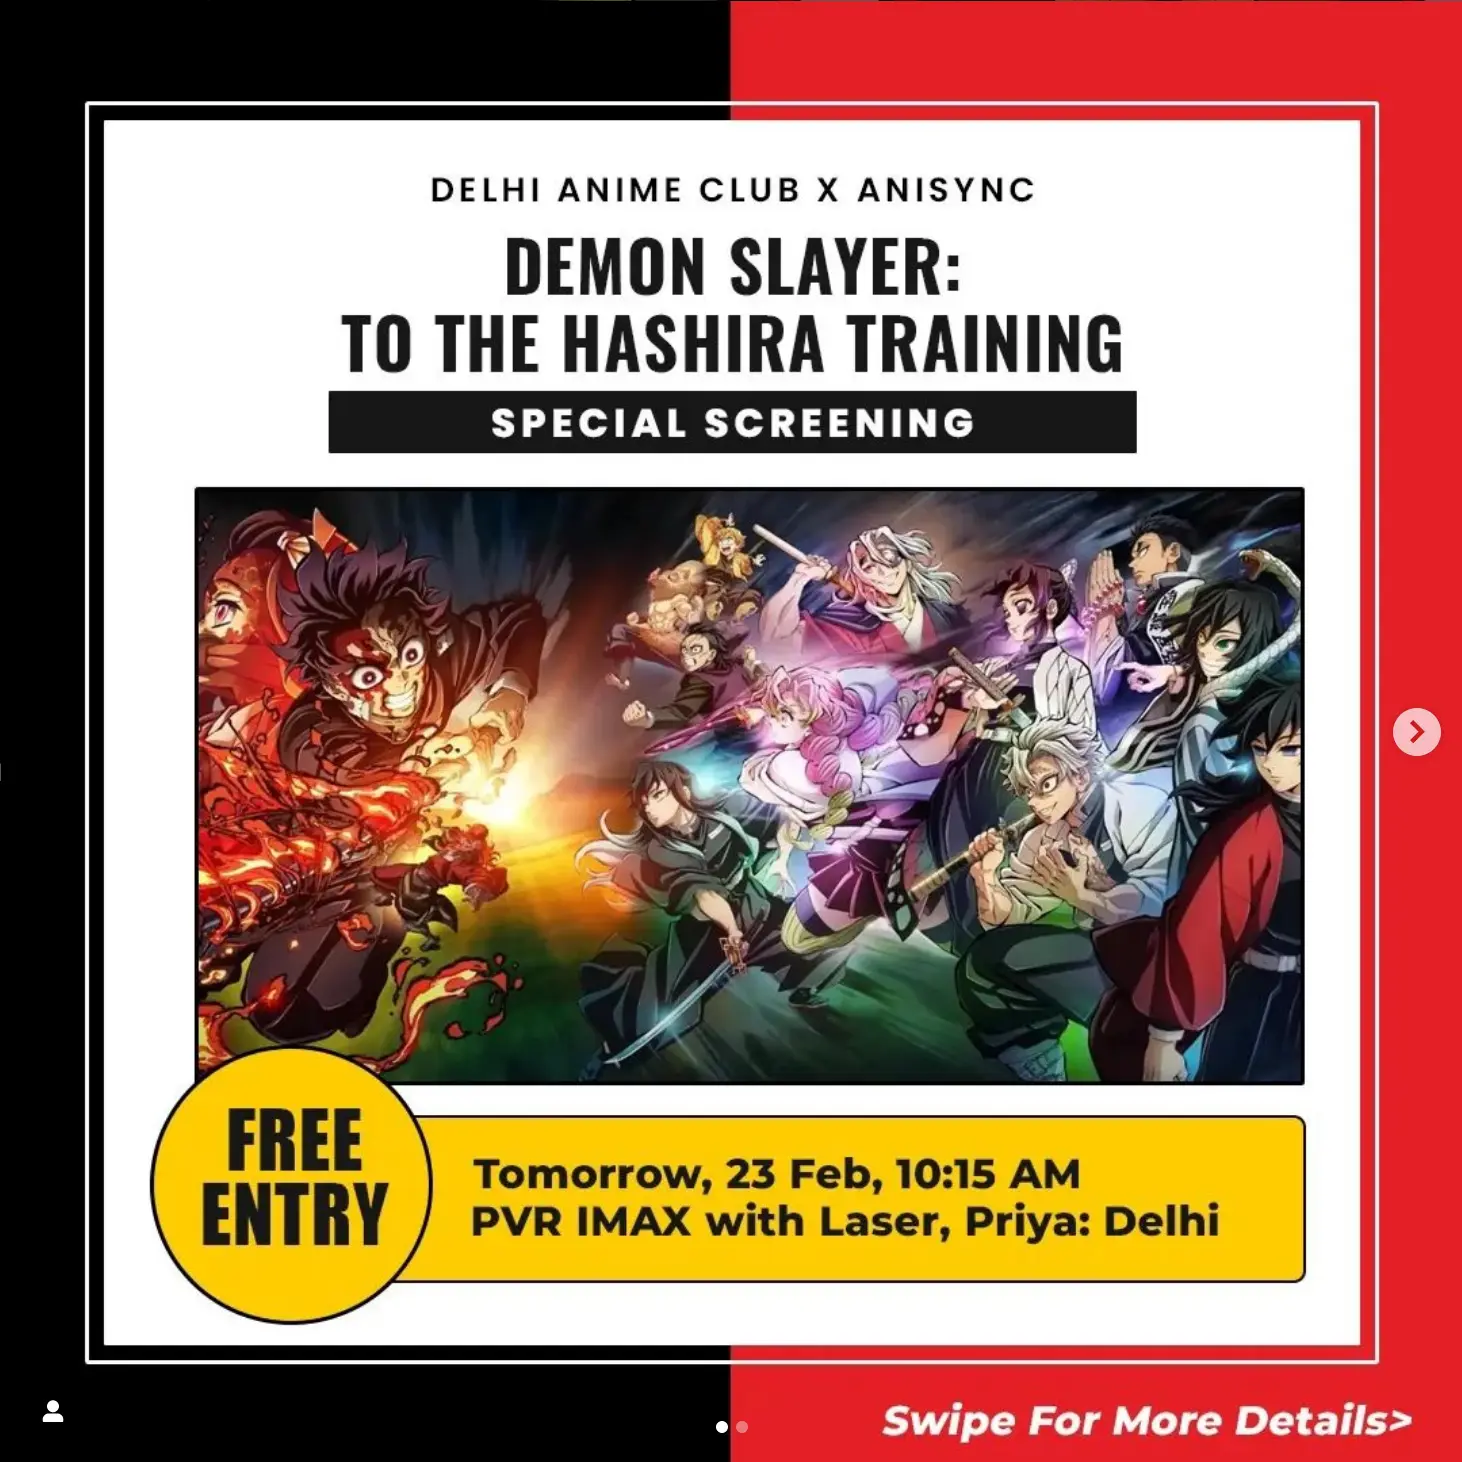 DELHI ANIME CLUB X ANISYNC
DEMON SLAYER:
TO THE HASHIRA TRAINING
SPECIAL SCREENING
FREE
ENTRY
Tomorrow, 23 Feb, 10:15 AM
PVR IMAX with Laser, Priya: Delhi
Swipe For More Details>